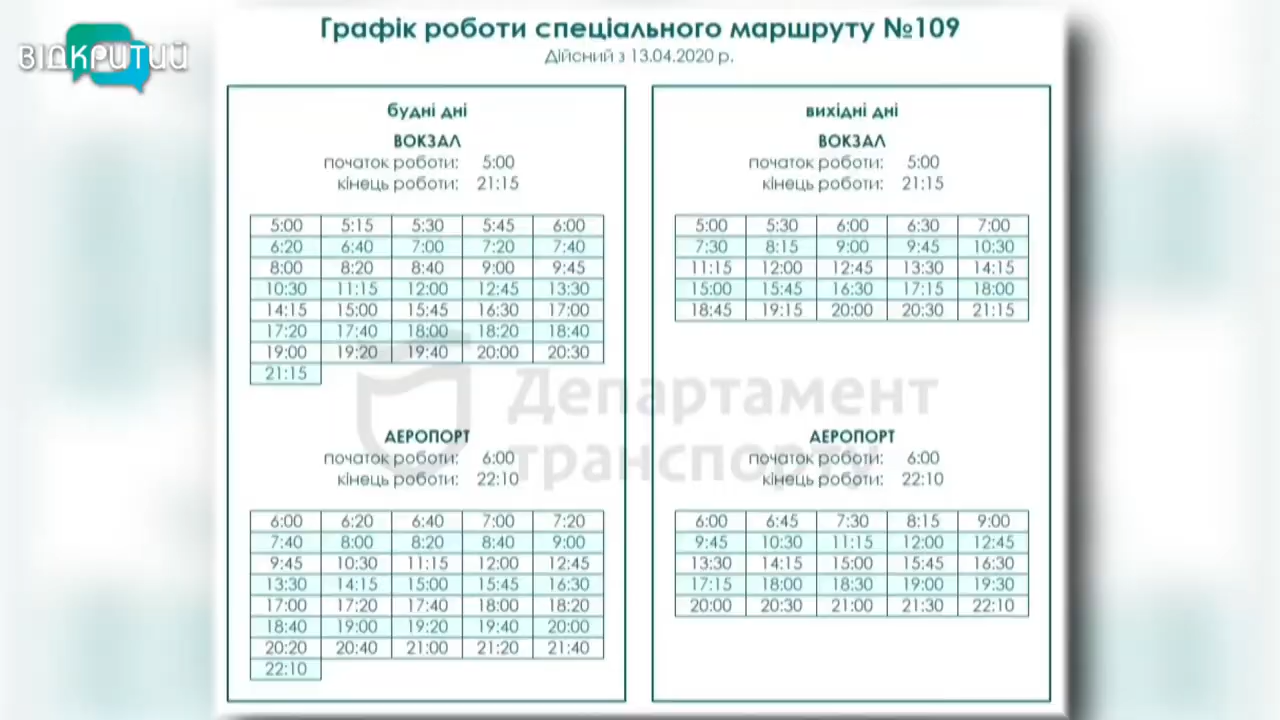 ВІДКРИТИЙ
Графік роботи спеціального маршруту №109
Дійсний з 13.04.2020 р.
будні дні
ВОКЗАЛ
початок роботи: 5:00
кінець роботи: 21:15
5:00 5:15 5:30 5:45 6:00
6:20 6:40 7:00 7:20 7:40
8:00 8:20 8:40 9:00 9:45
10:30 11:15 12:00 12:45 13:30
14:15 15:00 15:45 16:30 17:00
17:20 17:40 18:00 18:20 18:40
19:00 19:20 19:40 20:00 20:30
21:15
АЕРОПОРТ
початок роботи: 6:00
кінець роботи: 22:10
6:00 6:20 6:40 7:00 7:20
7:40 8:00 8:20 8:40 9:00
9:45 10:30 11:15 12:00 12:45
13:30 14:15 15:00 15:45 16:30
17:00 17:20 17:40 18:00 18:20
18:40 19:00 19:20 19:40 20:00
20:20 20:40 21:00 21:20 21:40
22:10
вихідні дні
ВОКЗАЛ
початок роботи: 5:00
кінець роботи: 21:15
5:00 5:30 6:00 6:30 7:00
7:30 8:15 9:00 9:45 10:30
11:15 12:00 12:45 13:30 14:15
15:00 15:45 16:30 17:15 18:00
18:45 19:15 20:00 20:30 21:15
АЕРОПОРТ
початок роботи: 6:00
кінець роботи: 22:10
6:00 6:45 7:30 8:15 9:00
9:45 10:30 11:15 12:00 12:45
13:30 14:15 15:00 15:45 16:30
17:15 18:00 18:30 19:00 19:30
20:00 20:30 21:00 21:30 22:10
Департамент
транспорту